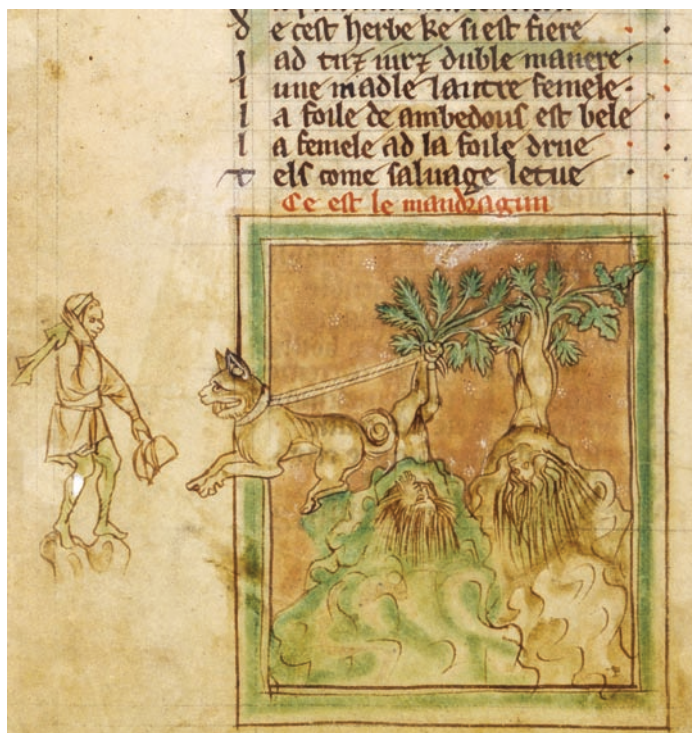 d e cest herbe ke si est fiere
ad tuz iurz duble manere
l une madle lautre femele
l a foile de ambedous est bele
l a femele ad la foile drue
t els come saluage letue
Ce est le mandragun